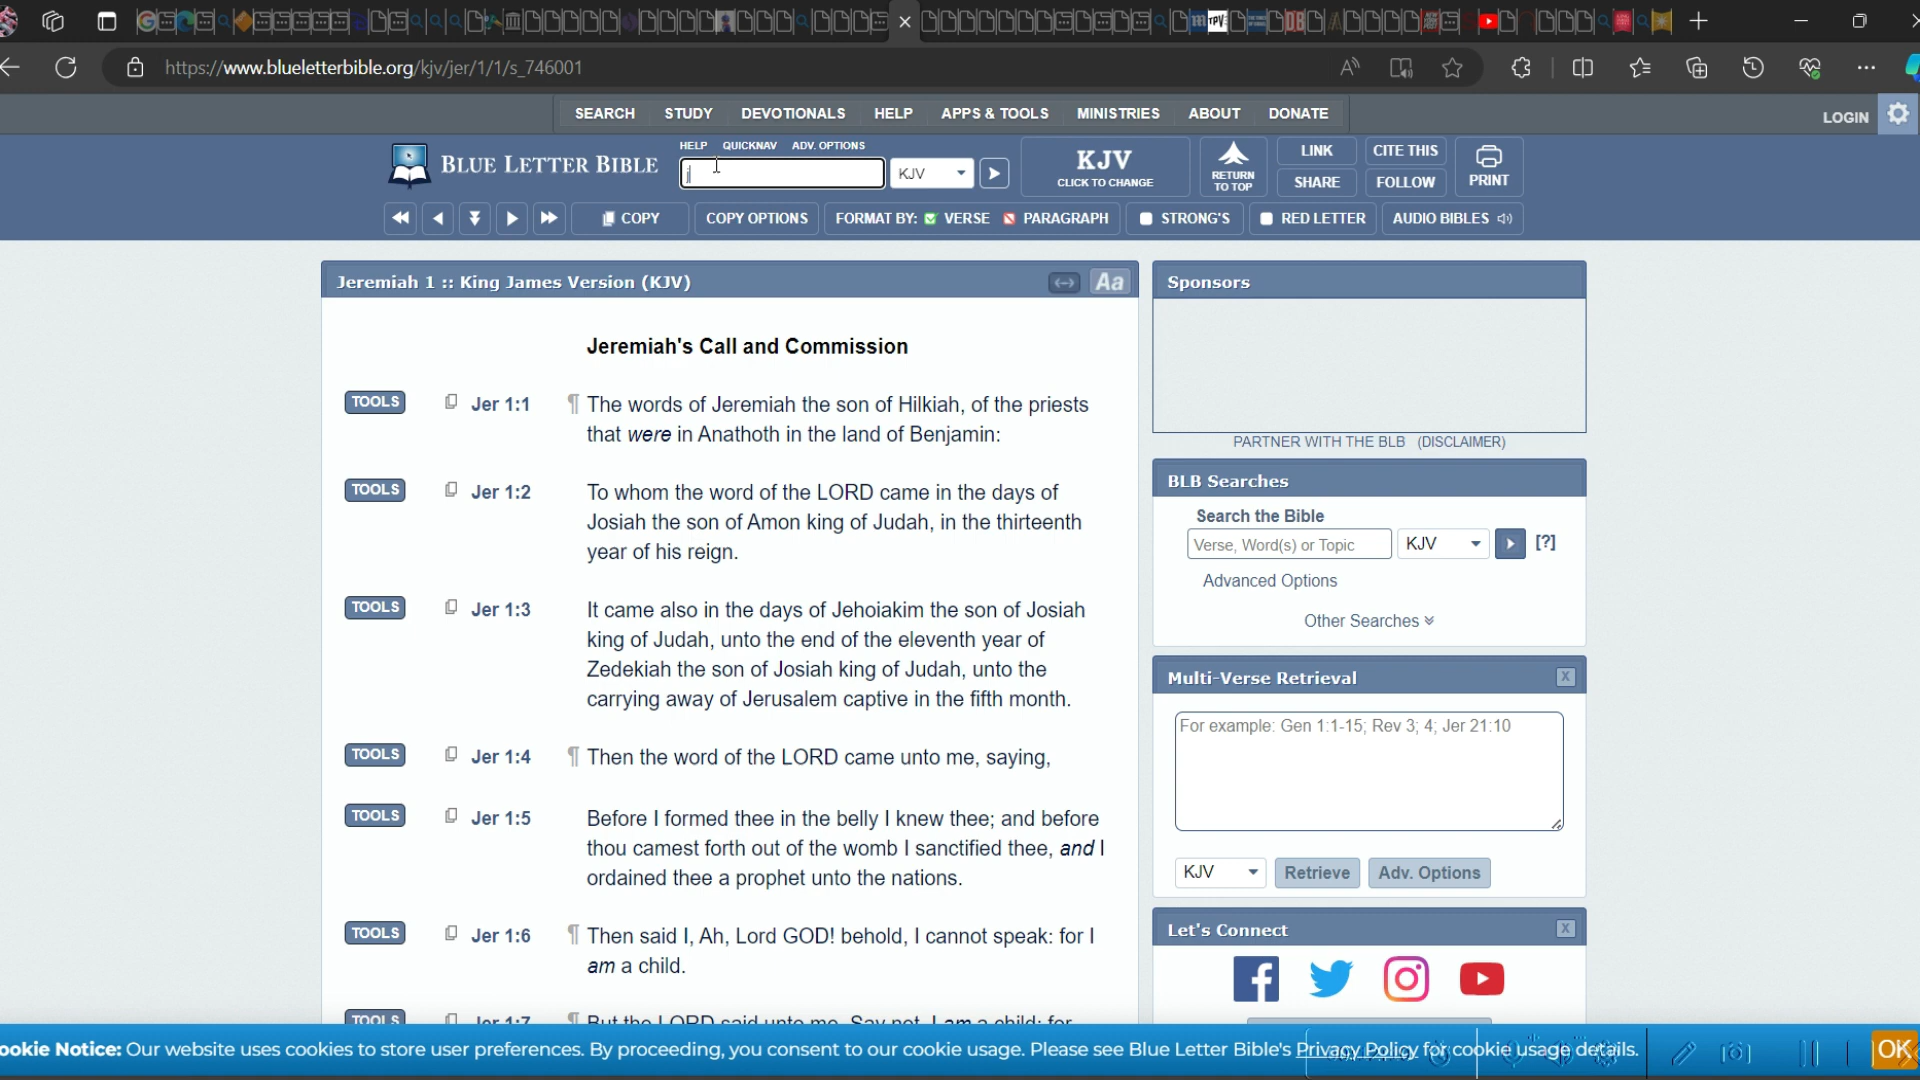 https://www.blueletterbible.org/kjv/jer/1/1/s_746001
SEARCH STUDY DEVOTIONALS HELP APPS & TOOLS MINISTRIES ABOUT DONATE
LOGIN
BLUE LETTER BIBLE
HELP QUICKNAV ADV. OPTIONS
j
KJV
KJV
CLICK TO CHANGE
RETURN
TO TOP
LINK
SHARE
CITE THIS
FOLLOW
PRINT
COPY COPY OPTIONS FORMAT BY: VERSE PARAGRAPH STRONG'S RED LETTER AUDIO BIBLES
Jeremiah 1 :: King James Version (KJV)
Aa
Jeremiah's Call and Commission
TOOLS Jer 1:1 ¶ The words of Jeremiah the son of Hilkiah, of the priests
that were in Anathoth in the land of Benjamin:
TOOLS Jer 1:2 To whom the word of the LORD came in the days of
Josiah the son of Amon king of Judah, in the thirteenth
year of his reign.
TOOLS Jer 1:3 It came also in the days of Jehoiakim the son of Josiah
king of Judah, unto the end of the eleventh year of
Zedekiah the son of Josiah king of Judah, unto the
carrying away of Jerusalem captive in the fifth month.
TOOLS Jer 1:4 ¶ Then the word of the LORD came unto me, saying,
TOOLS Jer 1:5 Before I formed thee in the belly I knew thee; and before
thou camest forth out of the womb I sanctified thee, and I
ordained thee a prophet unto the nations.
TOOLS Jer 1:6 ¶ Then said I, Ah, Lord GOD! behold, I cannot speak: for I
am a child.
TOOLS Jer 1:7 ¶ But the LORD said unto me, Say not, I am a child: for
Sponsors
PARTNER WITH THE BLB (DISCLAIMER)
BLB Searches
Search the Bible
Verse, Word(s) or Topic KJV [?]
Advanced Options
Other Searches
Multi-Verse Retrieval X
For example: Gen 1:1-15; Rev 3; 4; Jer 21:10
KJV Retrieve Adv. Options
Let's Connect X
ookie Notice: Our website uses cookies to store user preferences. By proceeding, you consent to our cookie usage. Please see Blue Letter Bible's Privacy Policy for cookie usage details.
OK